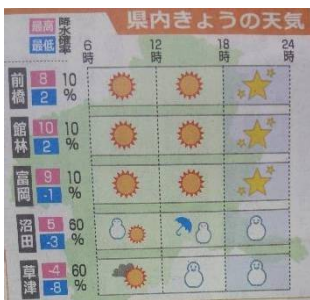 県内きょうの天気
最高
最低
降水確率
6時 12時 18時 24時
前橋 8 2 10%
館林 10 2 10%
富岡 9 -1 10%
沼田 5 -3 60%
草津 -4 -8 60%